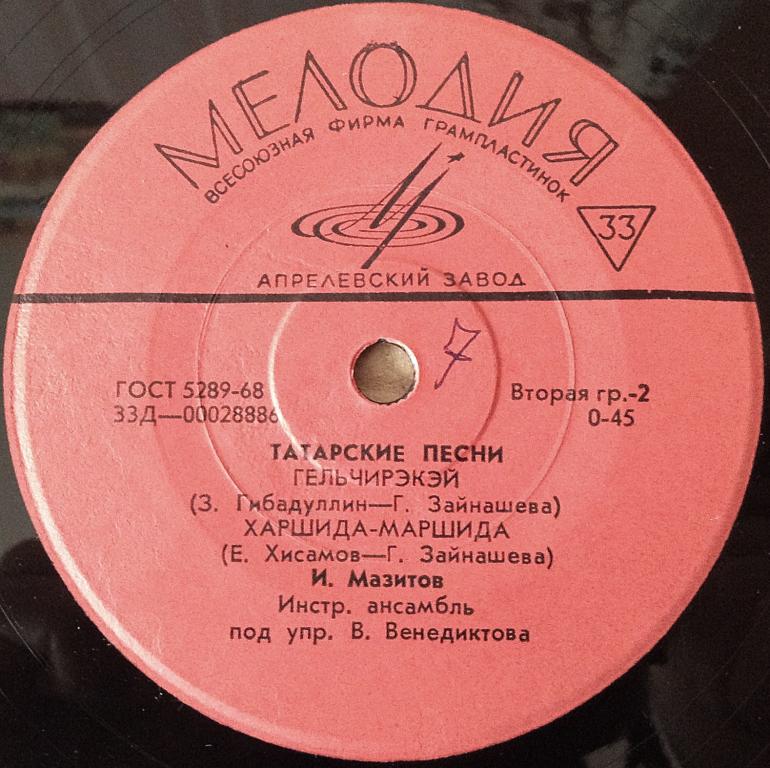 МЕЛОДИЯ
ВСЕСОЮЗНАЯ ФИРМА ГРАМПЛАСТИНОК
33
АПРЕЛЕВСКИЙ ЗАВОД
7
ГОСТ 5289-68 Вторая гр.-2
33Д—00028886 0-45
ТАТАРСКИЕ ПЕСНИ
ГЕЛЬЧИРЭКЭЙ
(З. Гибадуллин—Г. Зайнашева)
ХАРШИДА-МАРШИДА
(Е. Хисамов—Г. Зайнашева)
И. Мазитов
Инстр. ансамбль
под упр. В. Венедиктова